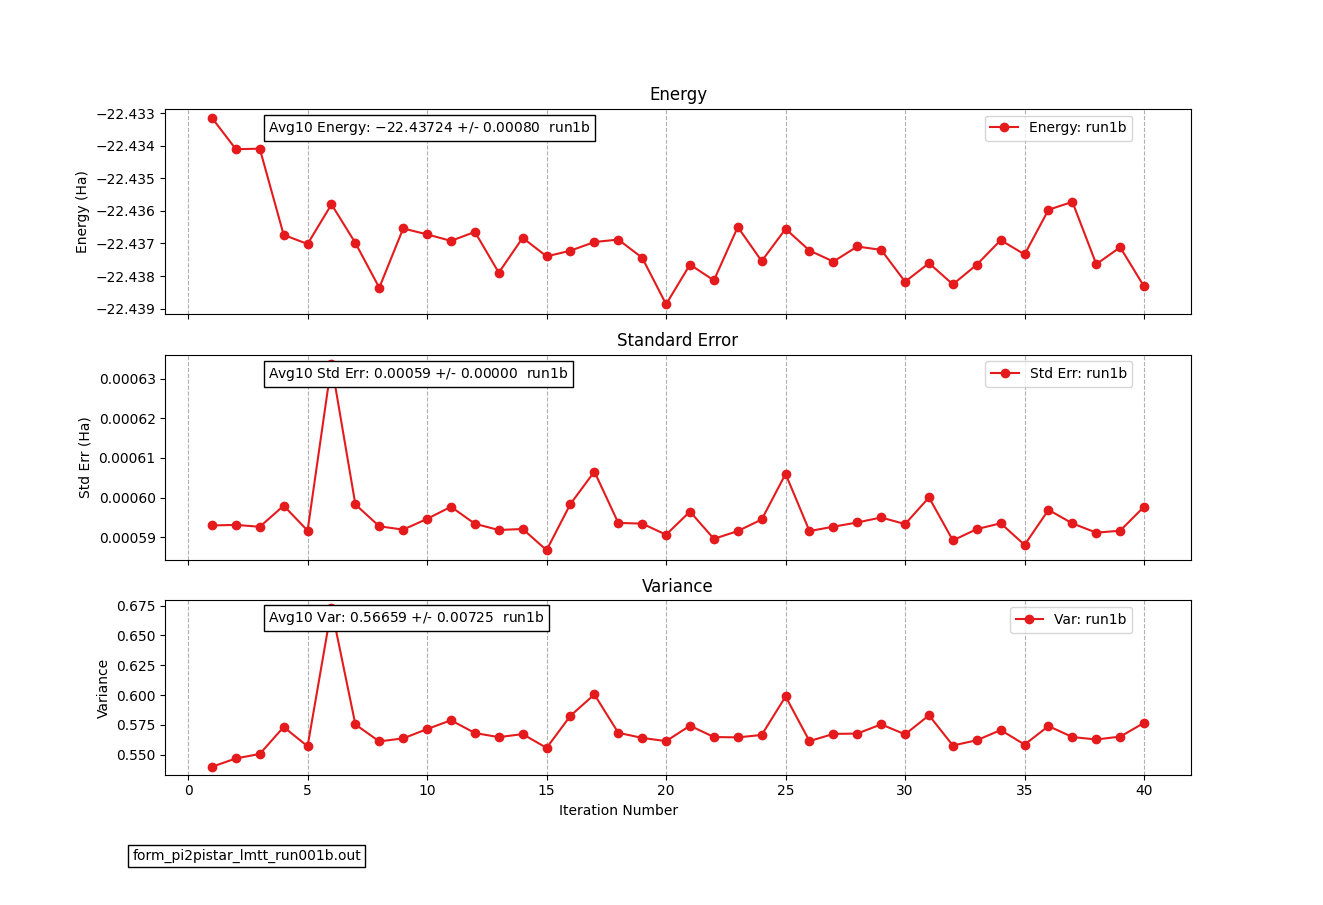 Energy
−22.433
−22.434
−22.435
−22.436
−22.437
−22.438
−22.439
Energy (Ha)
Avg10 Energy: −22.43724 +/- 0.00080 run1b
Energy: run1b
Standard Error
0.00063
0.00062
0.00061
0.00060
0.00059
Std Err (Ha)
Avg10 Std Err: 0.00059 +/- 0.00000 run1b
Std Err: run1b
Variance
0.675
0.650
0.625
0.600
0.575
0.550
Variance
Avg10 Var: 0.56659 +/- 0.00725 run1b
Var: run1b
0 5 10 15 20 25 30 35 40
Iteration Number
form_pi2pistar_lmtt_run001b.out